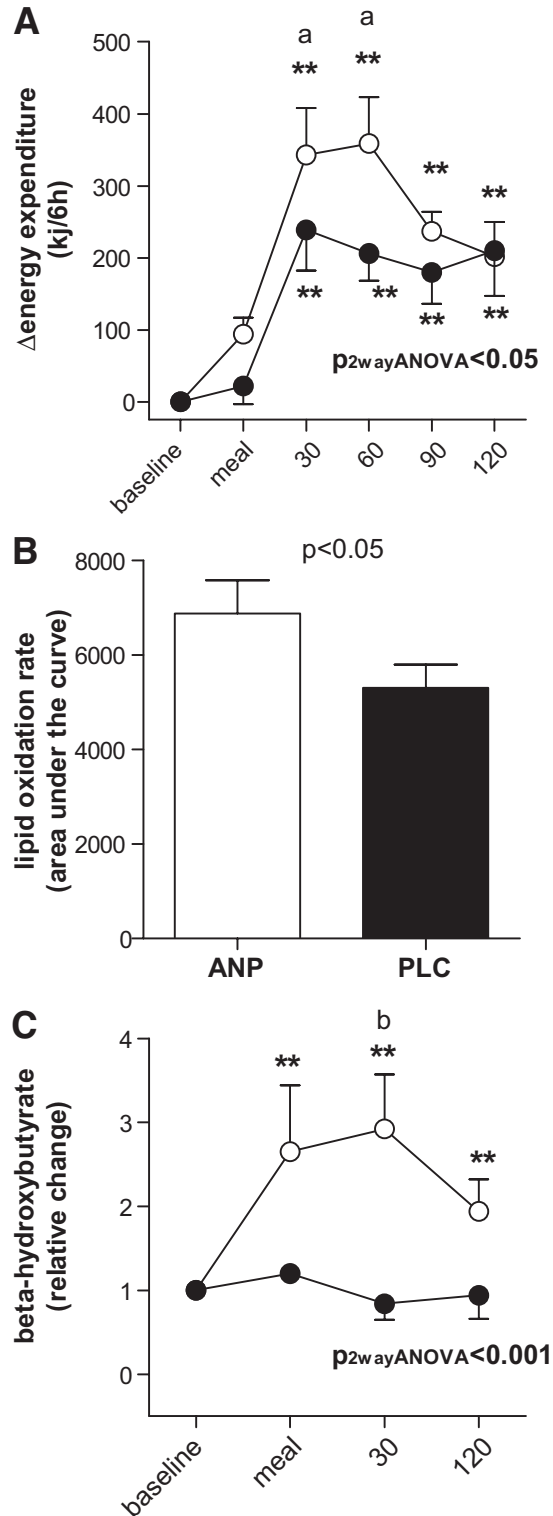 A
Δenergy expenditure
(kj/6h)
500
400
300
200
100
0
a
a
**
**
**
**
**
**
**
**
p2wayANOVA<0.05
baseline
meal
30
60
90
120
B
lipid oxidation rate
(area under the curve)
8000
6000
4000
2000
0
p<0.05
ANP
PLC
C
beta-hydroxybutyrate
(relative change)
4
3
2
1
0
b
**
**
**
p2wayANOVA<0.001
baseline
meal
30
120